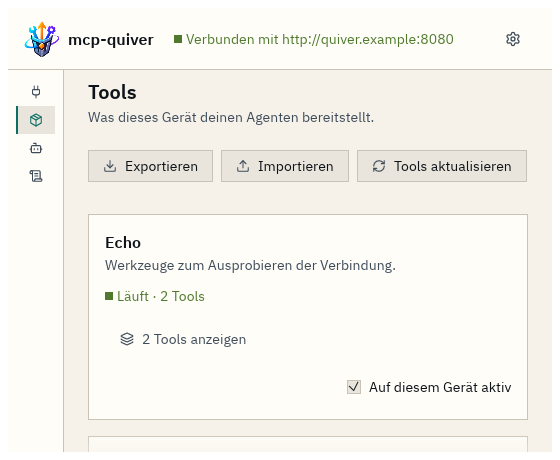 mcp-quiver
Verbunden mit http://quiver.example:8080
Tools
Was dieses Gerät deinen Agenten bereitstellt.
Exportieren
Importieren
Tools aktualisieren
Echo
Werkzeuge zum Ausprobieren der Verbindung.
Läuft · 2 Tools
2 Tools anzeigen
Auf diesem Gerät aktiv